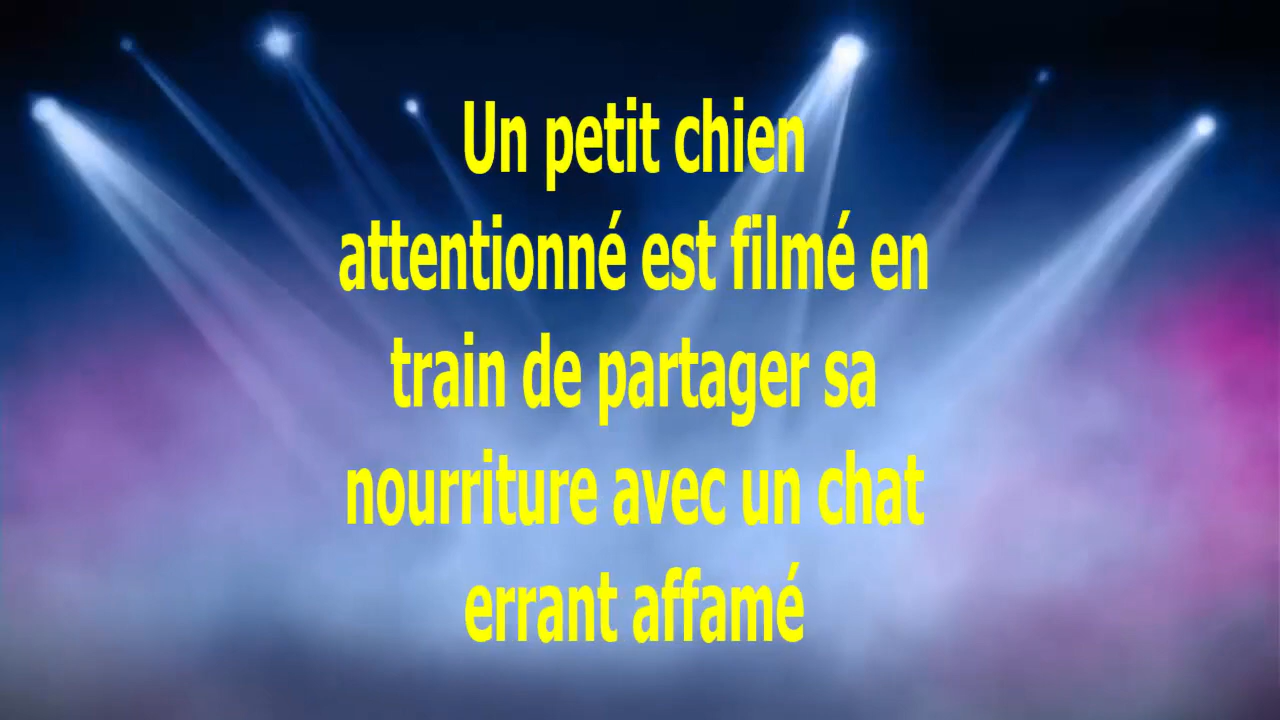 Un petit chien
attentionné est filmé en
train de partager sa
nourriture avec un chat
errant affamé